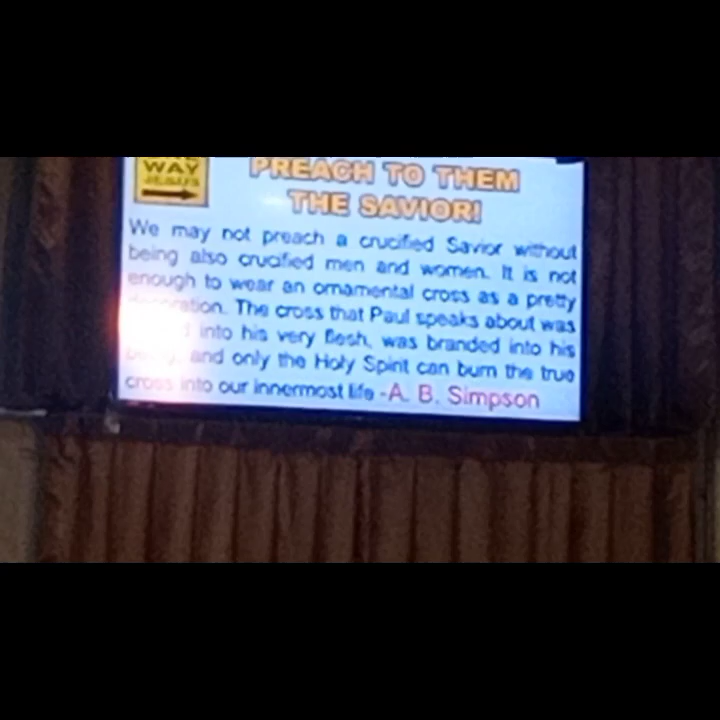 WAY
JESUS
PREACH TO THEM
THE SAVIOR!
We may not preach a crucified Savior without
being also crucified men and women. It is not
enough to wear an ornamental cross as a pretty
The cross that Paul speaks about was
into his very flesh, was branded into his
and only the Holy Spirit can burn the true
cross into our innermost life -A. B. Simpson